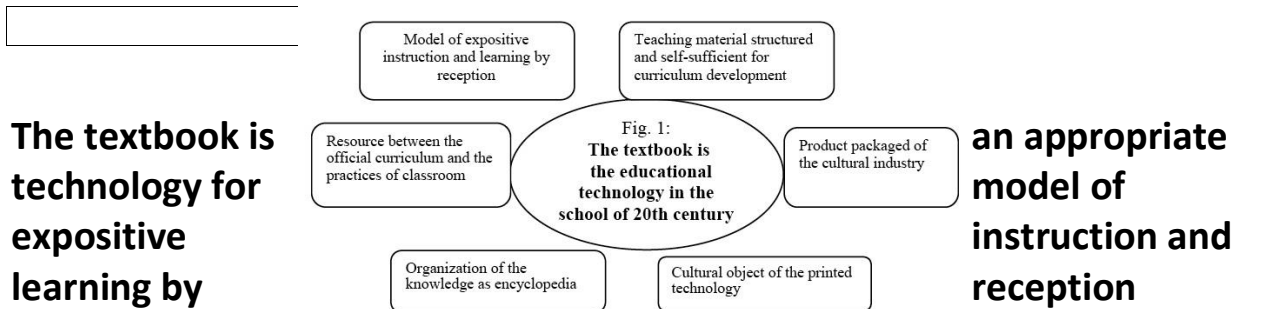 Model of expositive
instruction and learning by
reception
Teaching material structured
and self-sufficient for
curriculum development
The textbook is an appropriate
technology for model of
expositive instruction and
learning by reception
Resource between the
official curriculum and the
practices of classroom
Fig. 1:
The textbook is
the educational
technology in the
school of 20th century
Product packaged of
the cultural industry
Organization of the
knowledge as encyclopedia
Cultural object of the printed
technology